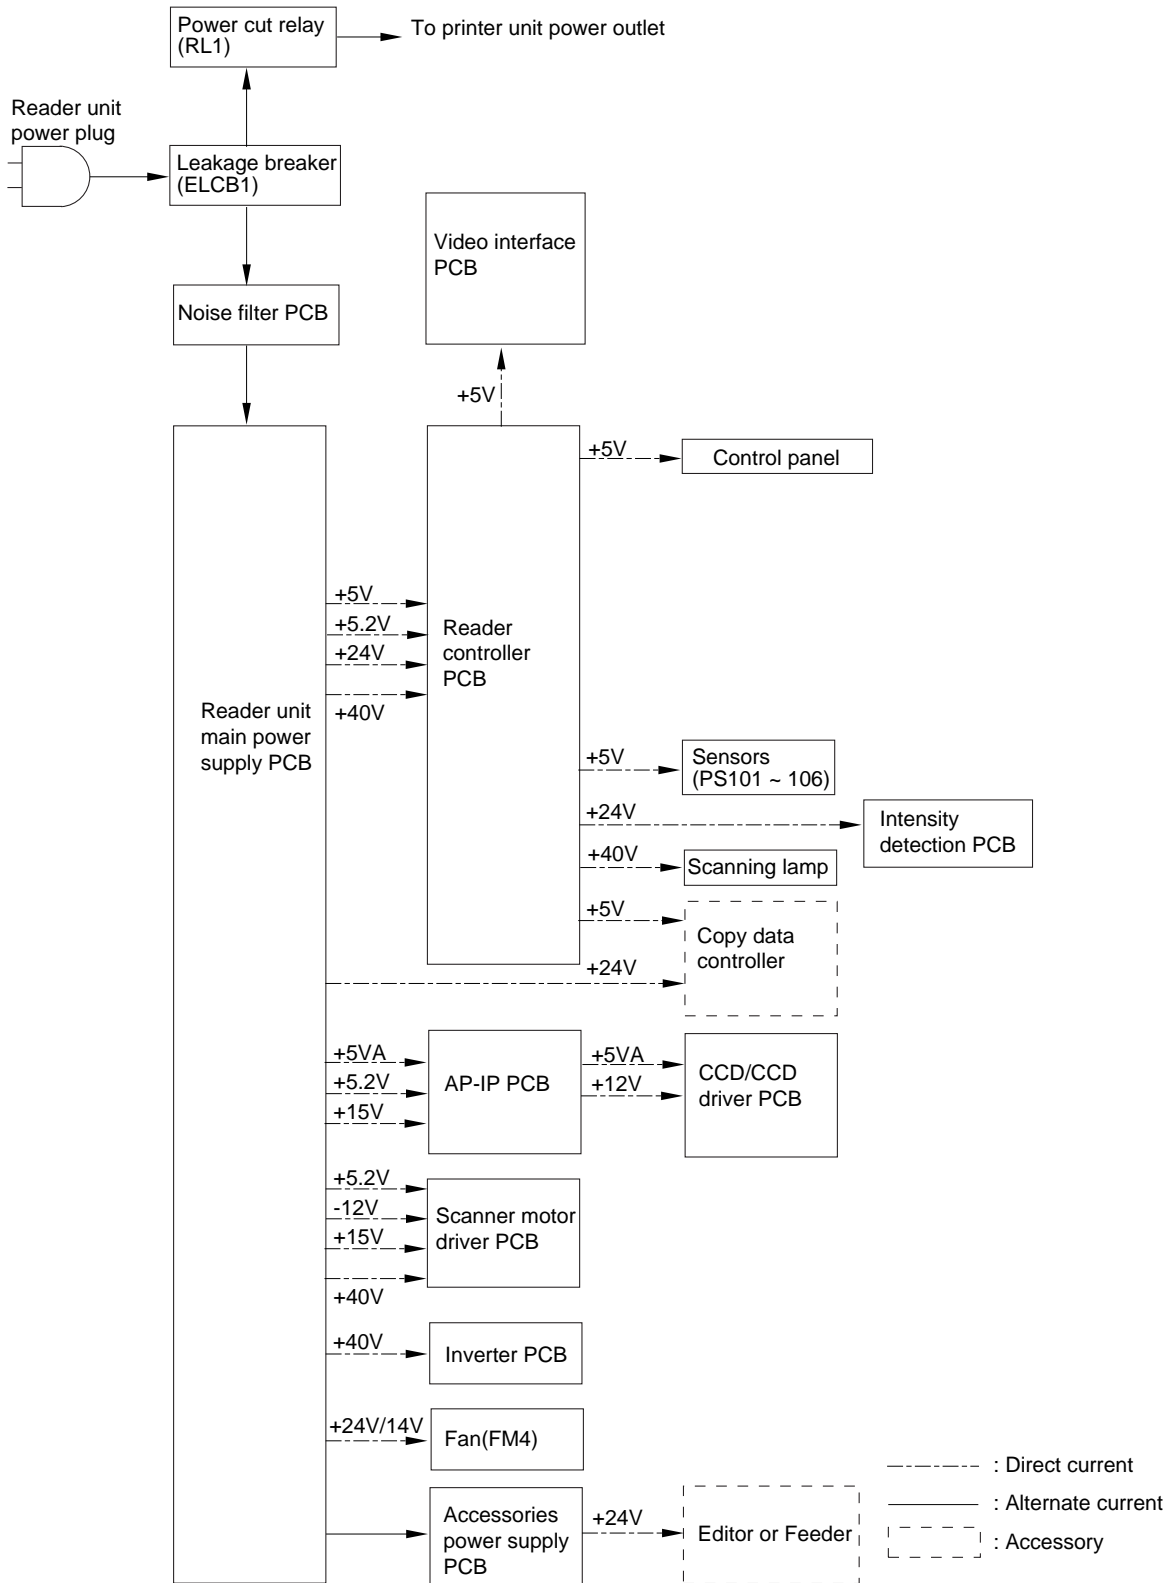 Power cut relay
(RL1)
To printer unit power outlet
Reader unit
power plug
Leakage breaker
(ELCB1)
Video interface
PCB
Noise filter PCB
+5V
+5V
Control panel
+5V
+5.2V
+24V
+40V
Reader
controller
PCB
Reader unit
main power
supply PCB
+5V
Sensors
(PS101 ~ 106)
+24V
Intensity
detection PCB
+40V
Scanning lamp
+5V
Copy data
controller
+24V
+5VA
+5.2V
+15V
AP-IP PCB
+5VA
+12V
CCD/CCD
driver PCB
+5.2V
-12V
+15V
+40V
Scanner motor
driver PCB
+40V
Inverter PCB
+24V/14V
Fan(FM4)
Accessories
power supply
PCB
+24V
Editor or Feeder
: Direct current
: Alternate current
: Accessory